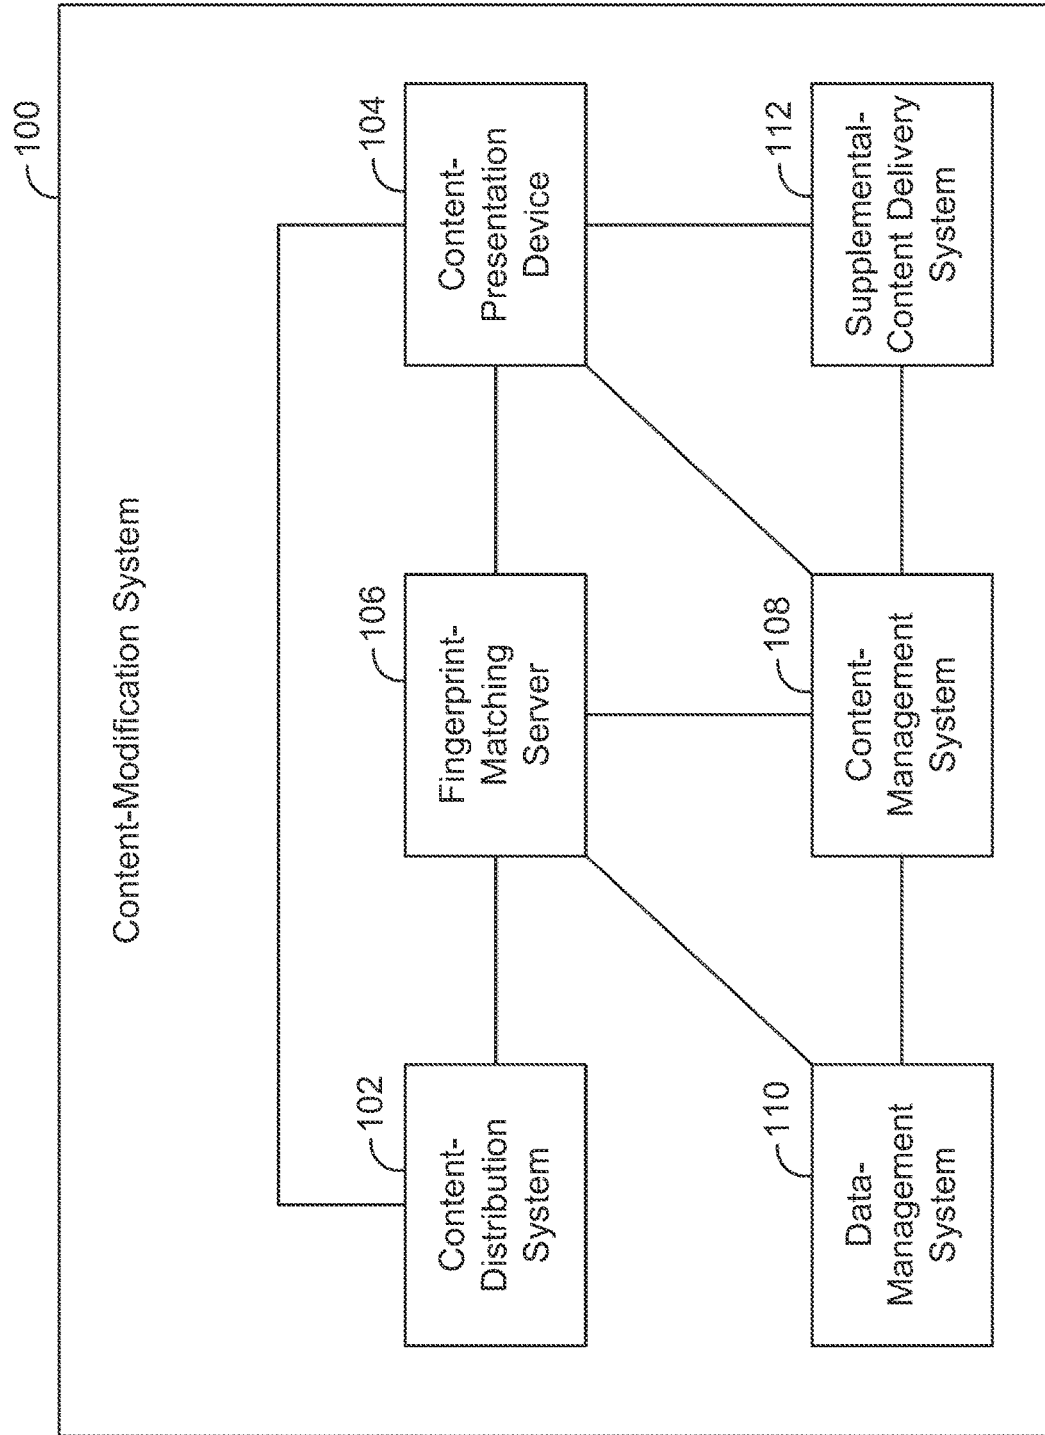 100
Content-Modification System
102
Content-
Distribution
System
106
Fingerprint-
Matching
Server
104
Content-
Presentation
Device
110
Data-
Management
System
108
Content-
Management
System
112
Supplemental-
Content Delivery
System